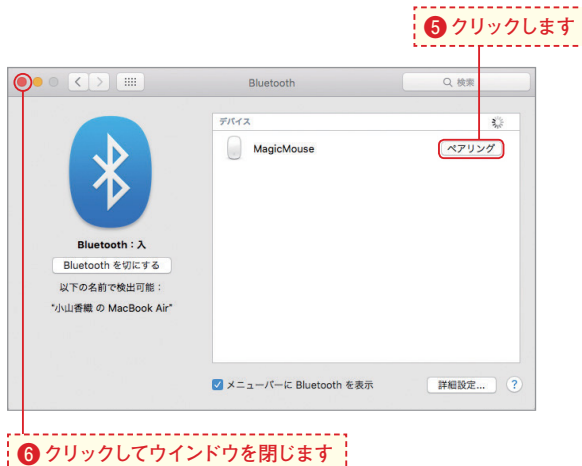 ❺ クリックします
Bluetooth
検索
デバイス
MagicMouse
ペアリング
Bluetooth：入
Bluetooth を切にする
以下の名前で検出可能：
“小山香織 の MacBook Air”
メニューバーに Bluetooth を表示
詳細設定...
?
❻ クリックしてウインドウを閉じます